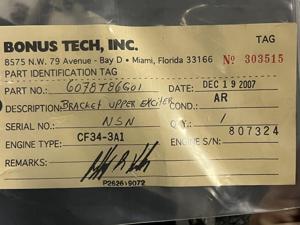 BONUS TECH, INC. TAG
8575 N.W. 79 Avenue - Bay D • Miami, Florida 33166 No 303515
PART IDENTIFICATION TAG
PART NO.: 6078T86G01 DATE: DEC 19 2007
DESCRIPTION: BRACKET UPPER EXCITER COND.: AR
SERIAL NO.: NSN QTY.: 1
ENGINE TYPE: CF34-3A1 ENGINE S/N: 807324
REMARKS:
P262619072